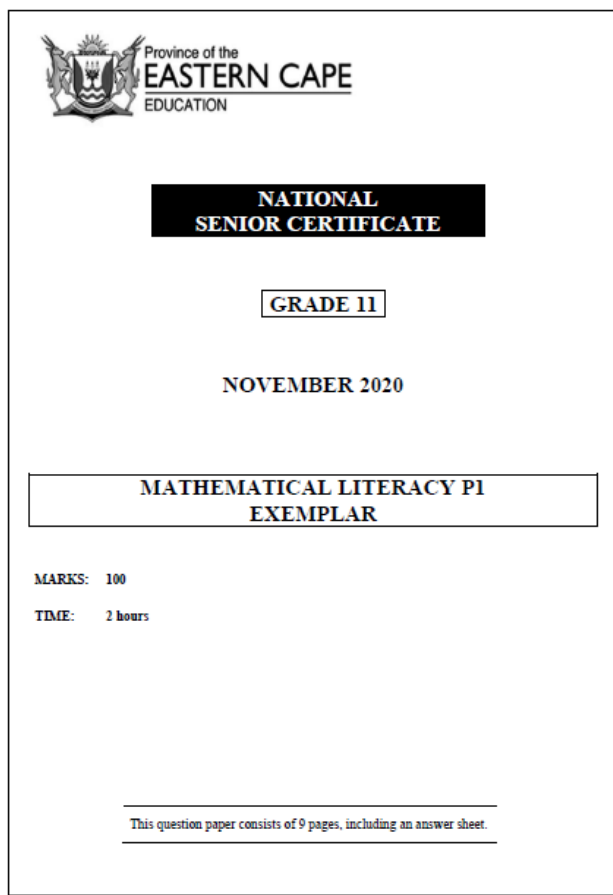 Province of the
EASTERN CAPE
EDUCATION
NATIONAL
SENIOR CERTIFICATE
GRADE 11
NOVEMBER 2020
MATHEMATICAL LITERACY P1
EXEMPLAR
MARKS: 100
TIME: 2 hours
This question paper consists of 9 pages, including an answer sheet.